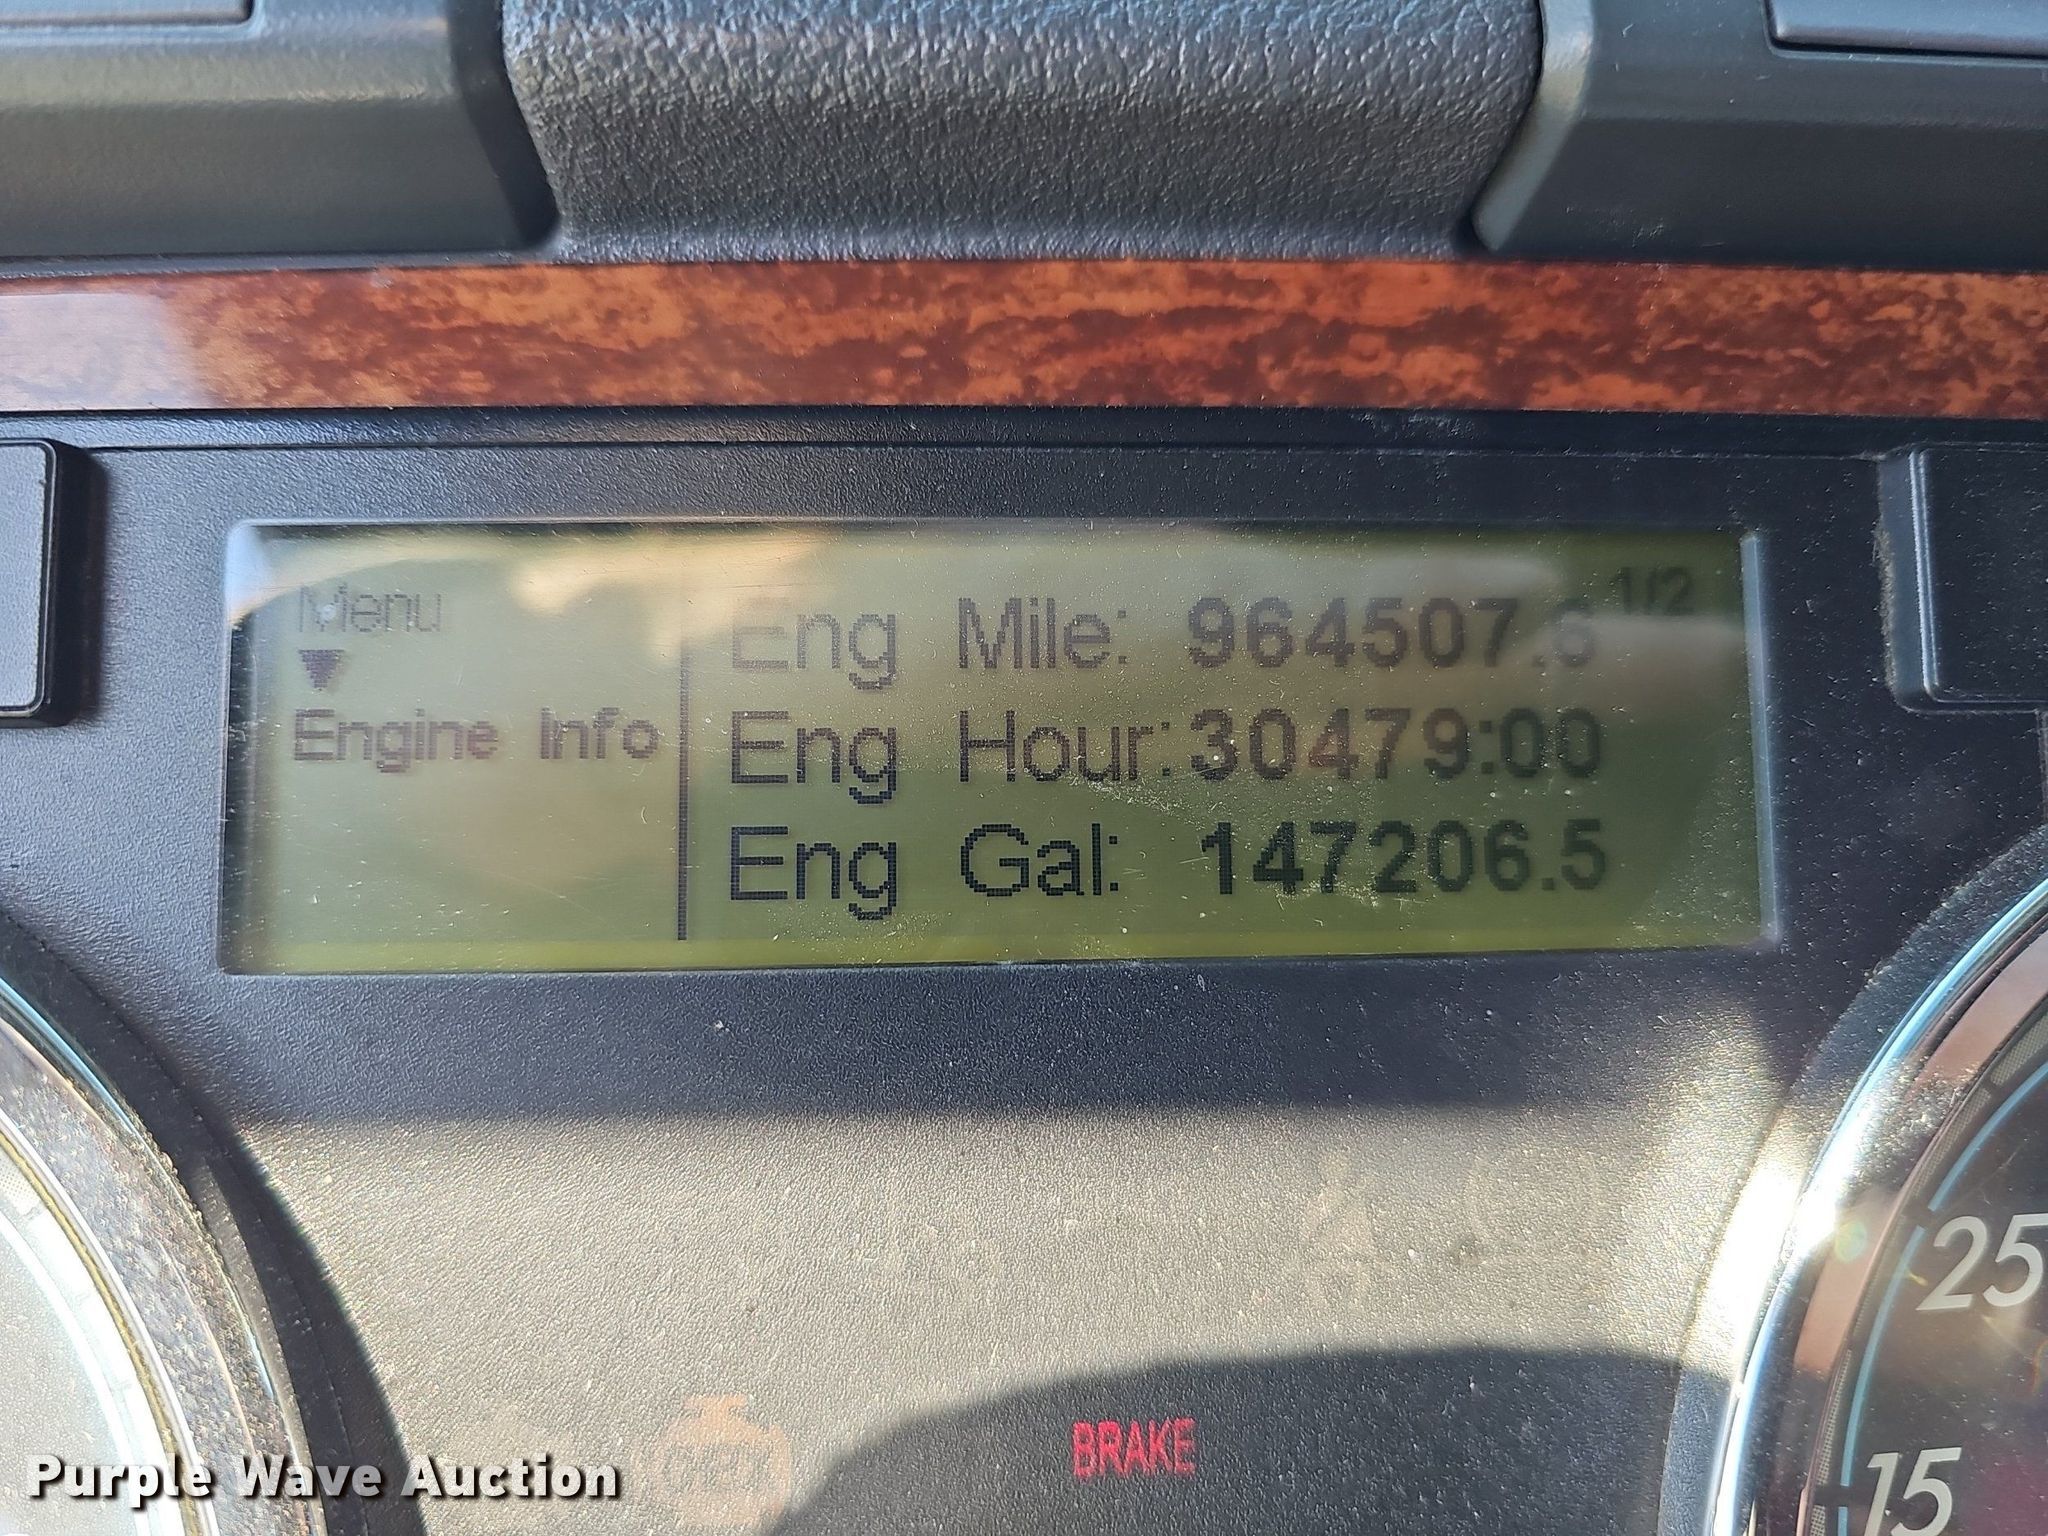 Menu
1/2
Eng Mile: 964507.6
Engine Info
Eng Hour: 30479:00
Eng Gal: 147206.5
25
BRAKE
15
Purple Wave Auction